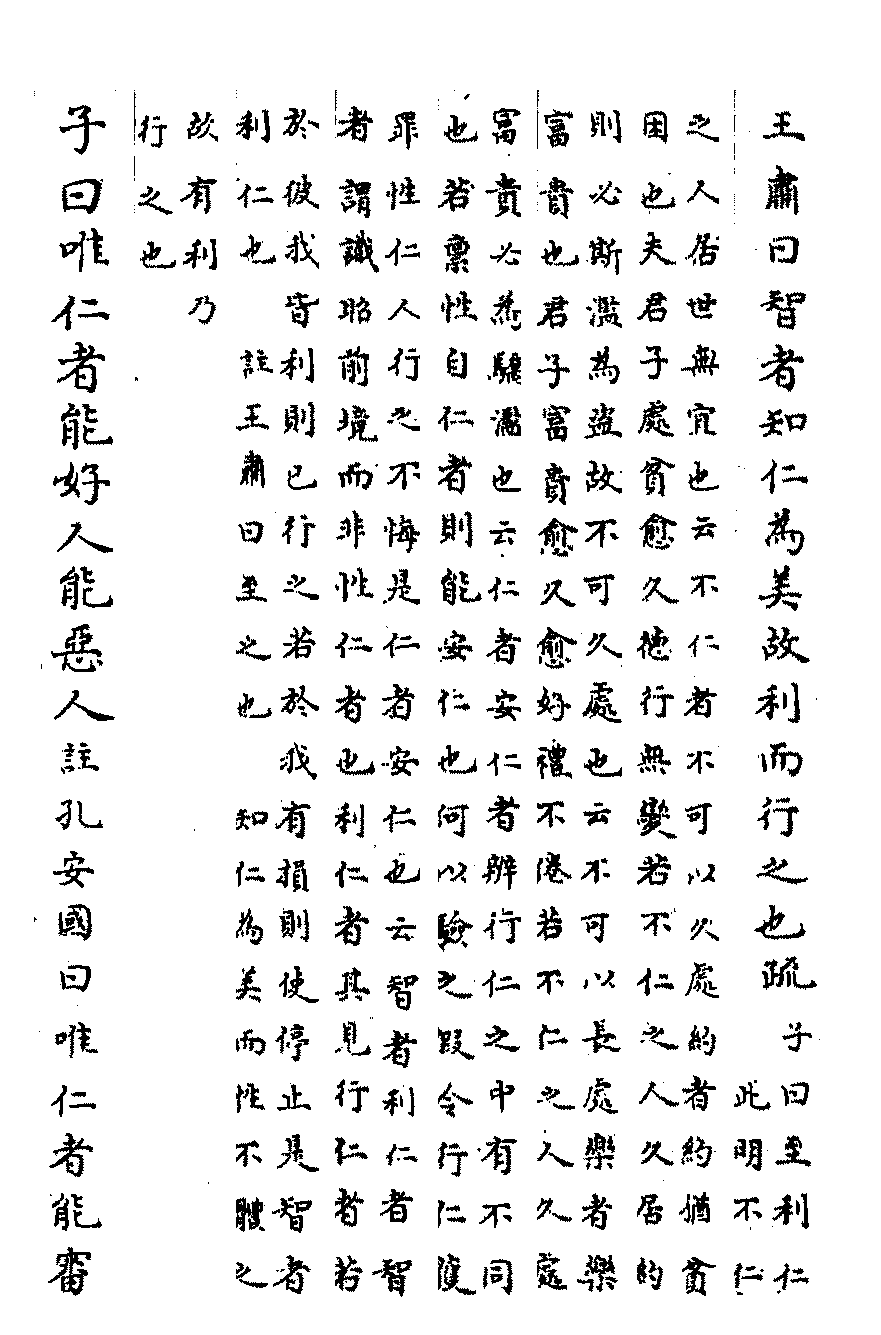 王肅曰智者知仁為美故利而行之也疏
子曰至利仁
此明不仁
之人居世無宜也云不仁者不可以久處約者約猶貧
困也夫君子處貧愈久德行無變若不仁之人久居約
則必斯濫為盜故不可久處也云不可以長處樂者樂
富貴也君子富貴愈久愈好禮不倦若不仁之人久處
富貴必為驕濫也云仁者安仁者辨行仁之中有不同
也若禀性自仁者則能安仁也何以驗之假令行仁獲
罪性仁人行之不悔是仁者安仁也云智者利仁者智
者謂識昭前境而非性仁者也利仁者其見行仁者若
於彼我皆利則已行之若於我有損則使停止是智者
利仁也 註王肅曰至之也 知仁為美而性不體之
故有利乃
行之也
子曰唯仁者能好人能惡人註孔安國曰唯仁者能審